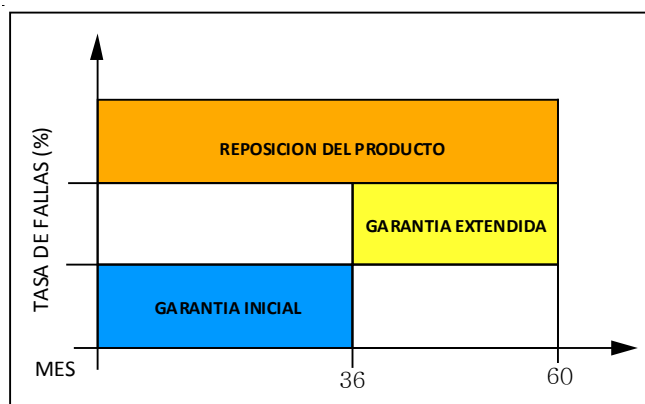 TASA DE FALLAS (%)
REPOSICION DEL PRODUCTO
GARANTIA EXTENDIDA
GARANTIA INICIAL
MES
36
60